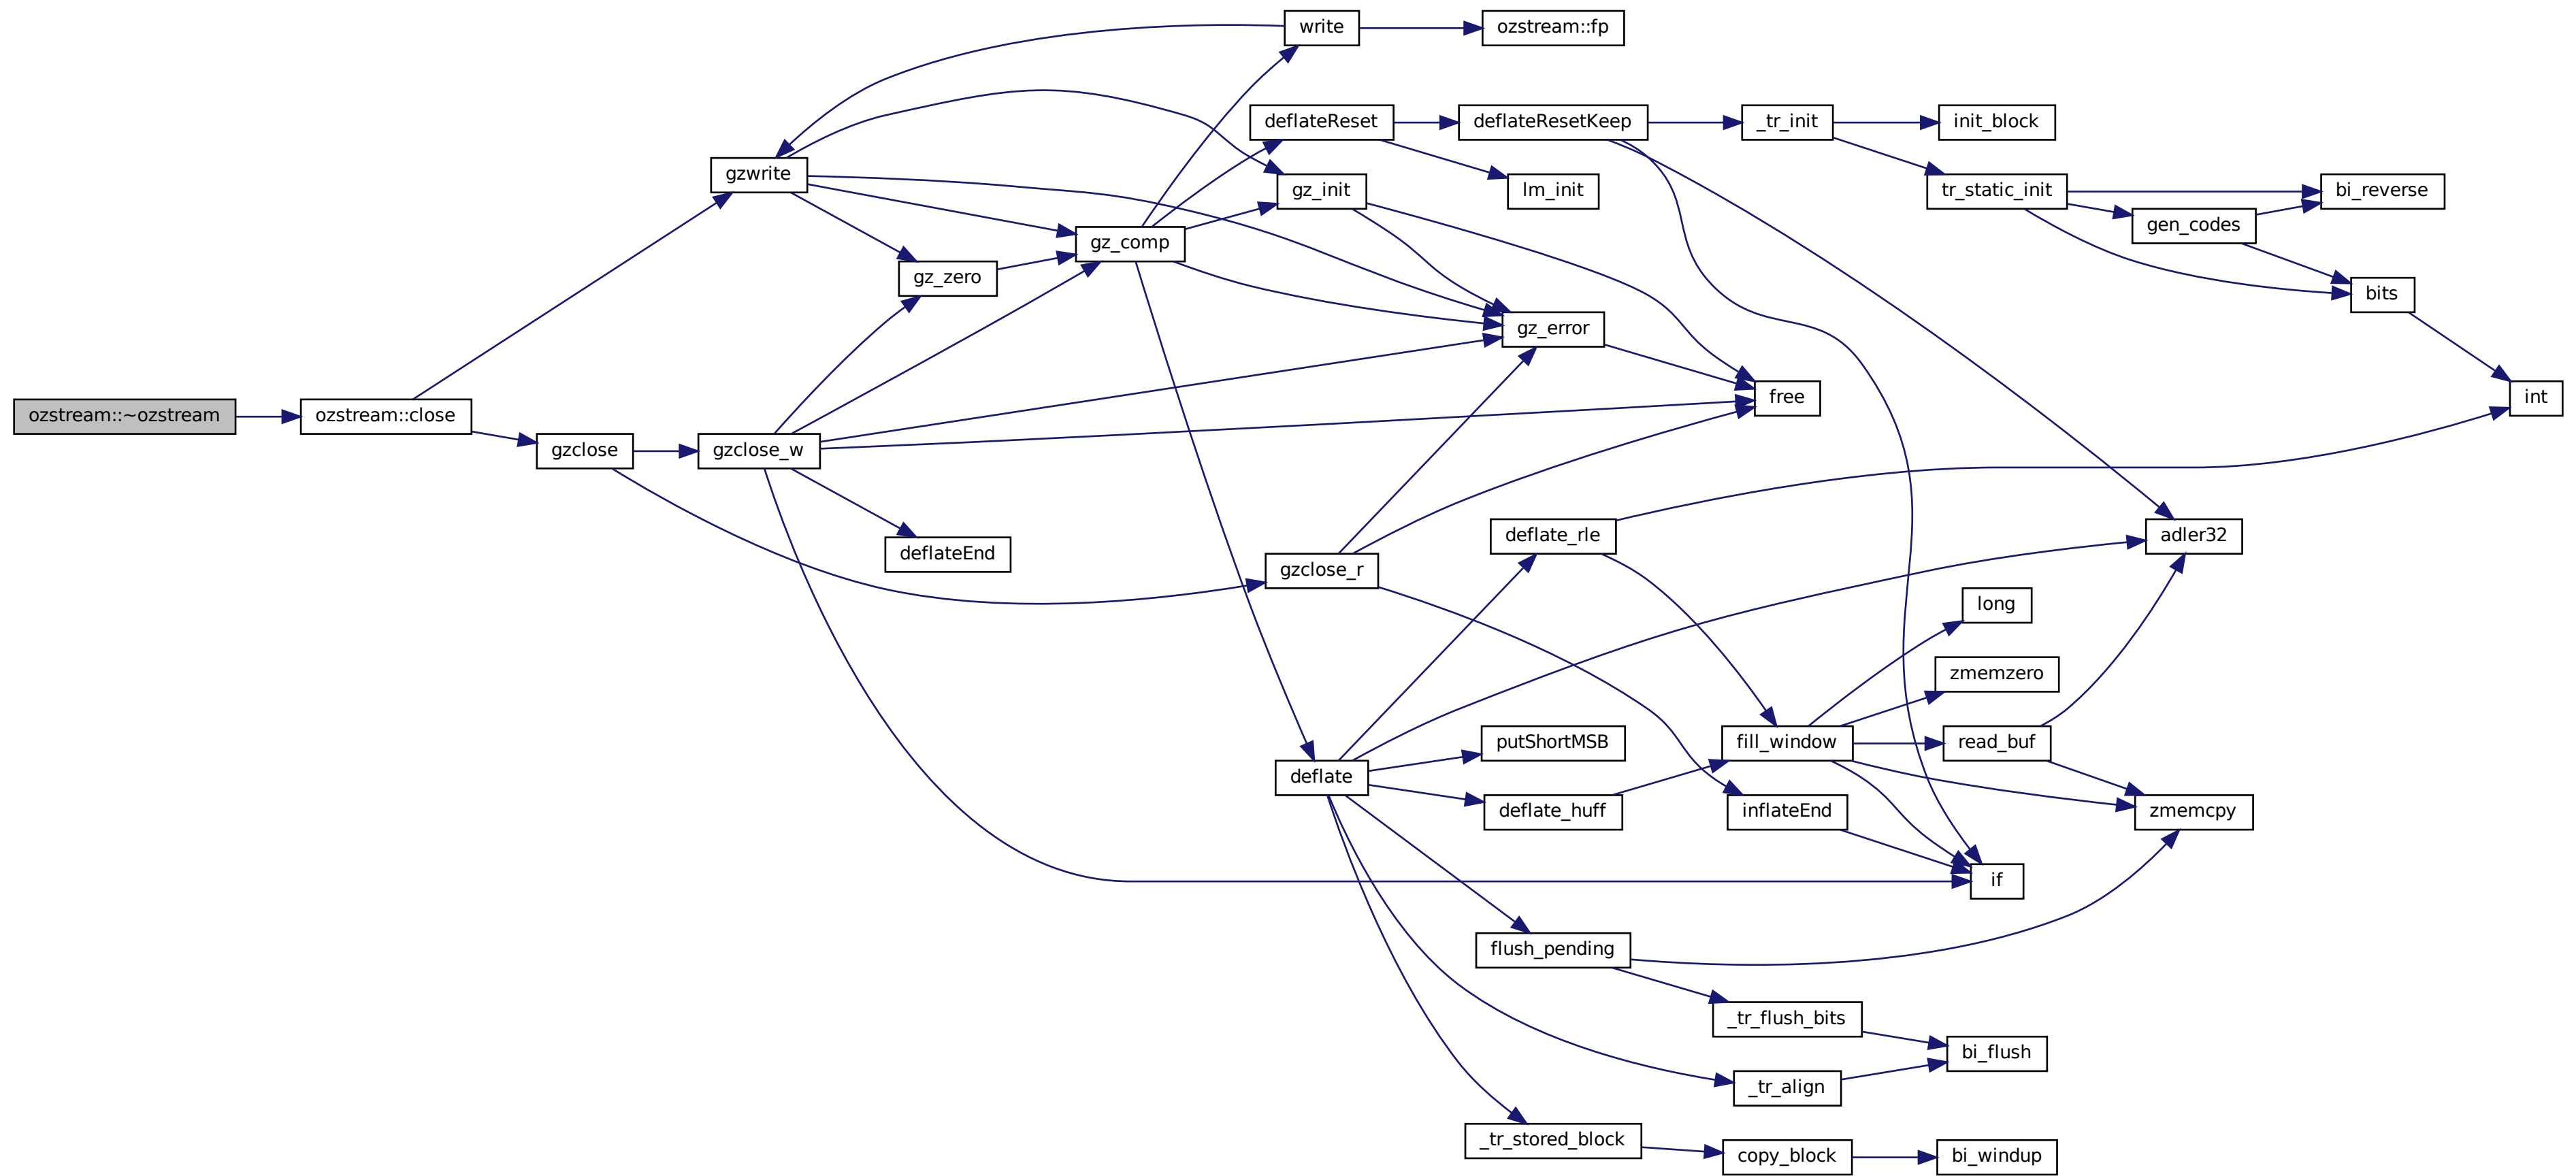 write
ozstream::fp
deflateReset
deflateResetKeep
_tr_init
init_block
gzwrite
gz_init
lm_init
tr_static_init
bi_reverse
gen_codes
gz_comp
gz_zero
bits
gz_error
free
int
ozstream::~ozstream
ozstream::close
gzclose
gzclose_w
deflateEnd
deflate_rle
adler32
gzclose_r
long
zmemzero
putShortMSB
fill_window
read_buf
deflate
deflate_huff
inflateEnd
zmemcpy
if
flush_pending
_tr_flush_bits
bi_flush
_tr_align
_tr_stored_block
copy_block
bi_windup